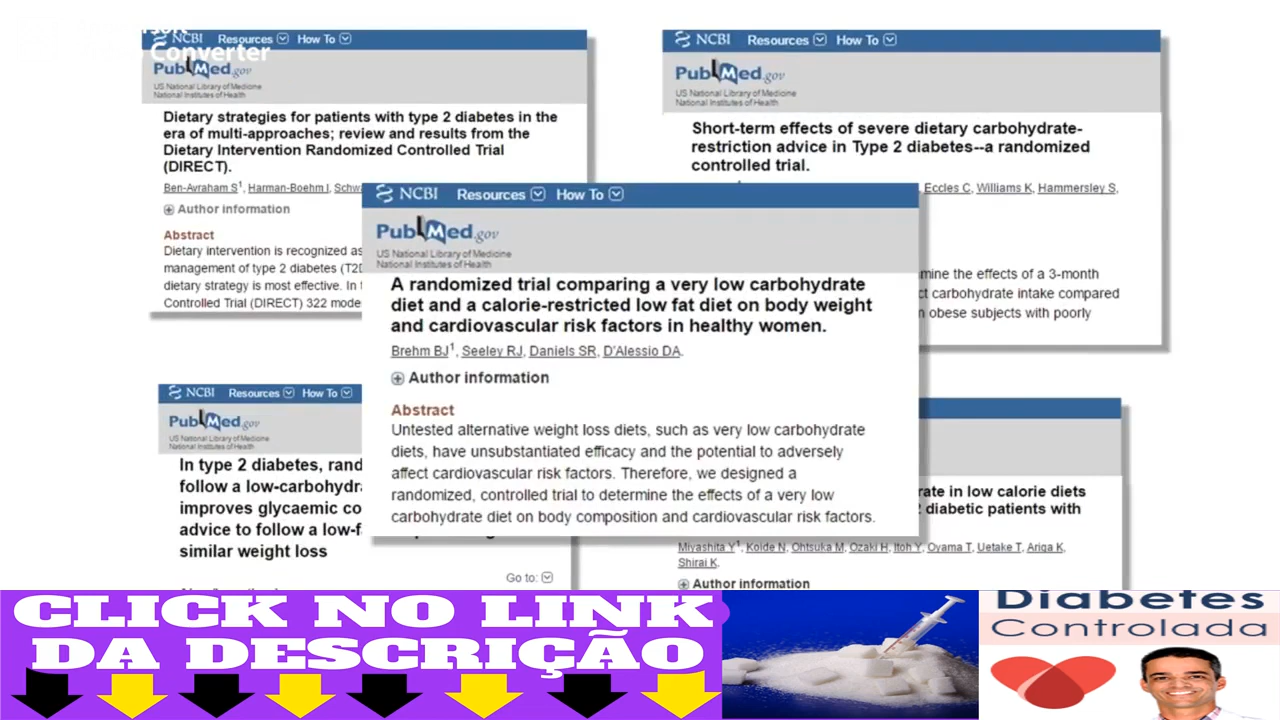 Converter
NCBI Resources How To
PubMed.gov
US National Library of Medicine
National Institutes of Health
Dietary strategies for patients with type 2 diabetes in the
era of multi-approaches; review and results from the
Dietary Intervention Randomized Controlled Trial
(DIRECT).
Ben-Avraham S1, Harman-Boehm I, Schwa
Author information
Abstract
Dietary intervention is recognized as
management of type 2 diabetes (T2D
dietary strategy is most effective. In t
Controlled Trial (DIRECT) 322 mode
NCBI Resources How To
PubMed.gov
US National Library of Medicine
National Institutes of Health
Short-term effects of severe dietary carbohydrate-
restriction advice in Type 2 diabetes--a randomized
controlled trial.
Eccles C, Williams K, Hammersley S,
mine the effects of a 3-month
ct carbohydrate intake compared
n obese subjects with poorly
NCBI Resources How To
PubMed.gov
US National Library of Medicine
National Institutes of Health
A randomized trial comparing a very low carbohydrate
diet and a calorie-restricted low fat diet on body weight
and cardiovascular risk factors in healthy women.
Brehm BJ1, Seeley RJ, Daniels SR, D'Alessio DA.
Author information
Abstract
Untested alternative weight loss diets, such as very low carbohydrate
diets, have unsubstantiated efficacy and the potential to adversely
affect cardiovascular risk factors. Therefore, we designed a
randomized, controlled trial to determine the effects of a very low
carbohydrate diet on body composition and cardiovascular risk factors.
NCBI Resources How To
PubMed.gov
US National Library of Medicine
National Institutes of Health
In type 2 diabetes, rand
follow a low-carbohydra
improves glycaemic co
advice to follow a low-f
similar weight loss
Go to:
rate in low calorie diets
2 diabetic patients with
Miyashita Y1, Koide N, Ohtsuka M, Ozaki H, Itoh Y, Oyama T, Uetake T, Ariga K,
Shirai K.
Author information
CLICK NO LINK
DA DESCRIÇÃO
Diabetes
Controlada